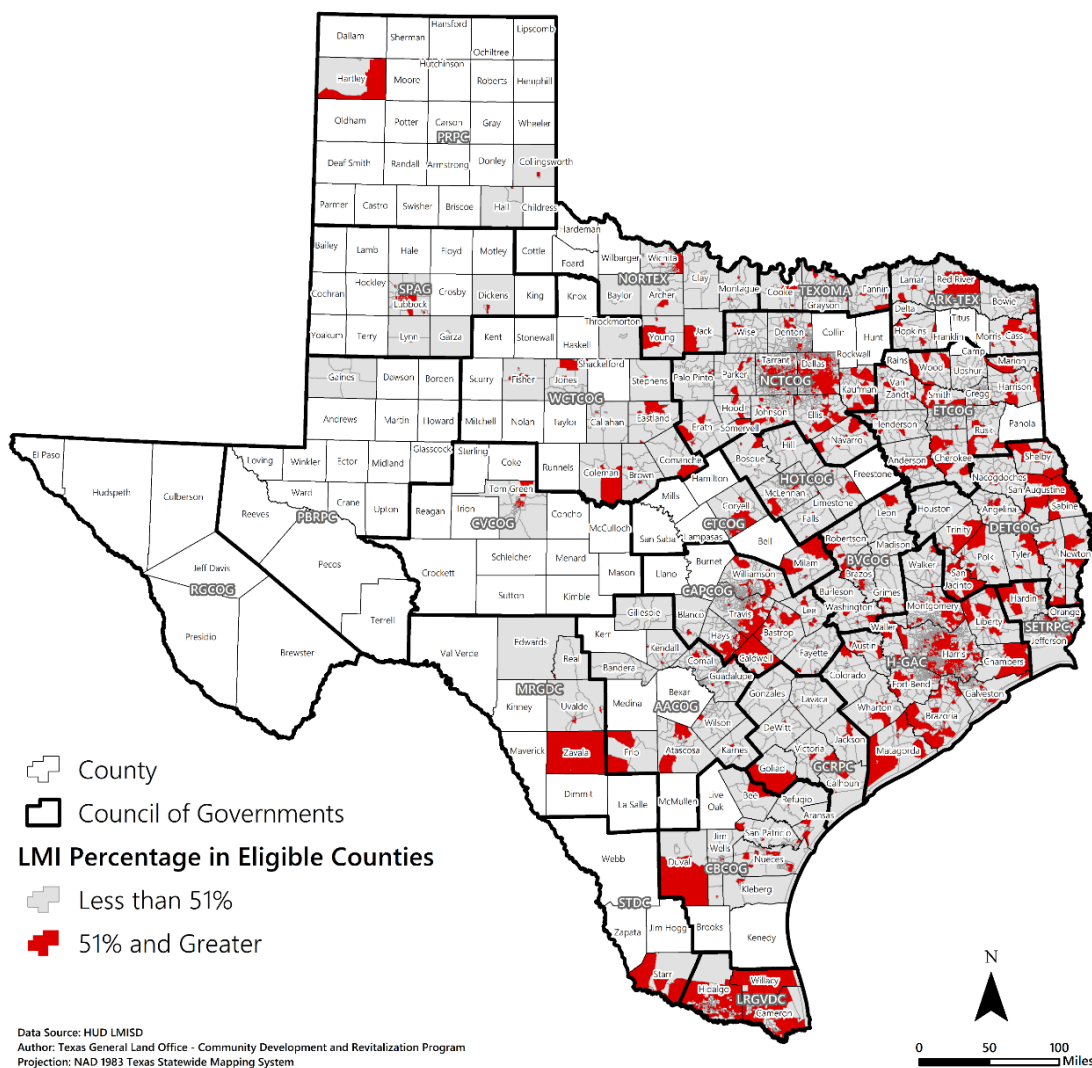 Dallam Sherman Hansford Ochiltree Lipscomb
Hartley Moore Hutchinson Roberts Hemphill
Oldham Potter Carson Gray Wheeler
PRPC
Deaf Smith Randall Armstrong Donley Collingsworth
Parmer Castro Swisher Briscoe Hall Childress
Hardeman
Bailey Lamb Hale Floyd Motley Cottle Foard Wilbarger Wichita
NORTEX
Clay Montague Cooke Grayson Fannin
TEXOMA
Lamar Red River Bowie
ARK-TEX
Delta Titus
Cochran Hockley Lubbock Crosby Dickens King Knox Baylor Archer
SPAG
Hopkins Franklin Morris Cass
Camp
Yoakum Terry Lynn Garza Kent Stonewall Haskell Throckmorton Young Jack Wise Denton Collin Hunt
Rockwall
Rains Wood Upshur Marion
Gaines Dawson Borden Scurry Fisher Jones Shackelford Stephens Palo Pinto Parker Tarrant Dallas Kaufman
WCTCOG
NCTCOG
Van Zandt Smith Gregg Harrison
ETCOG
Andrews Martin Howard Mitchell Nolan Taylor Callahan Eastland Erath Hood Somervell Johnson Ellis Navarro Henderson Rusk Panola
El Paso Hudspeth Culberson Loving Winkler Ector Midland Glasscock Sterling Coke Runnels Coleman Brown Comanche Hamilton Bosque Hill Freestone Anderson Cherokee Shelby
HOTCOG
Nacogdoches San Augustine
Ward Crane Upton Reagan Irion Tom Green Concho McCulloch Mills Coryell McLennan Limestone Falls Leon Houston Angelina Sabine
Reeves
PBRPC
CVCOG
San Saba Lampasas Bell
CTCOG
DETCOG
Trinity Polk Tyler Newton
Robertson Madison Walker San Jacinto
BVCOG
Jeff Davis Pecos Crockett Schleicher Menard Mason Llano Burnet Williamson Milam Brazos Burleson Grimes Washington Montgomery Liberty Hardin Orange Jefferson
RGCOG
CAPCOG
SETRPC
Sutton Kimble Gillespie Blanco Travis Lee Bastrop Hays Caldwell Fayette Austin Waller Harris Chambers
H-GAC
Presidio Brewster Terrell Val Verde Edwards Real Kerr Kendall Bandera Comal Guadalupe Colorado Fort Bend Galveston
MRGDC
Kinney Uvalde Medina Bexar Wilson Gonzales Lavaca Wharton Brazoria
AACOG
Maverick Zavala Frio Atascosa Karnes DeWitt Victoria Jackson Matagorda
GCRPC
Goliad Calhoun
Dimmit La Salle McMullen Live Oak Bee Refugio Aransas
Webb Duval Jim Wells San Patricio Nueces Kleberg
CBCOG
STDC
Zapata Jim Hogg Brooks Kenedy
Starr Hidalgo Willacy Cameron
LRGVDC
County
Council of Governments
LMI Percentage in Eligible Counties
Less than 51%
51% and Greater
N
Data Source: HUD LMISD
Author: Texas General Land Office - Community Development and Revitalization Program
Projection: NAD 1983 Texas Statewide Mapping System
0 50 100
Miles